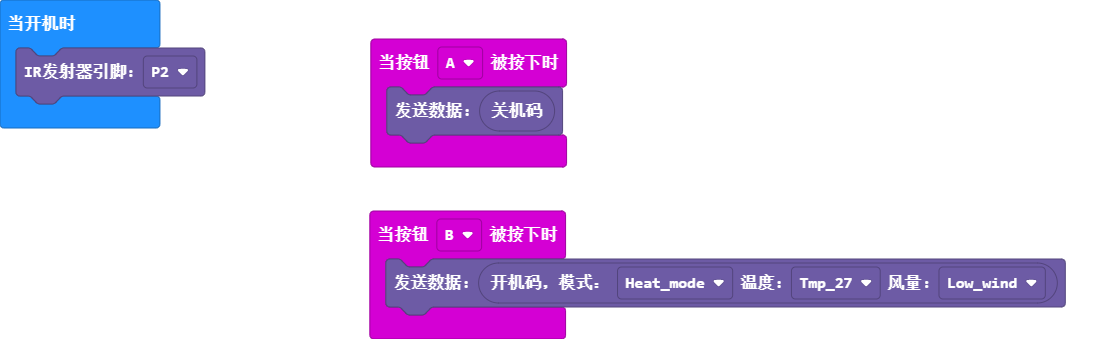 当开机时
IR发射器引脚： P2
当按钮 A 被按下时
发送数据： 关机码
当按钮 B 被按下时
发送数据： 开机码，模式： Heat_mode 温度： Tmp_27 风量： Low_wind